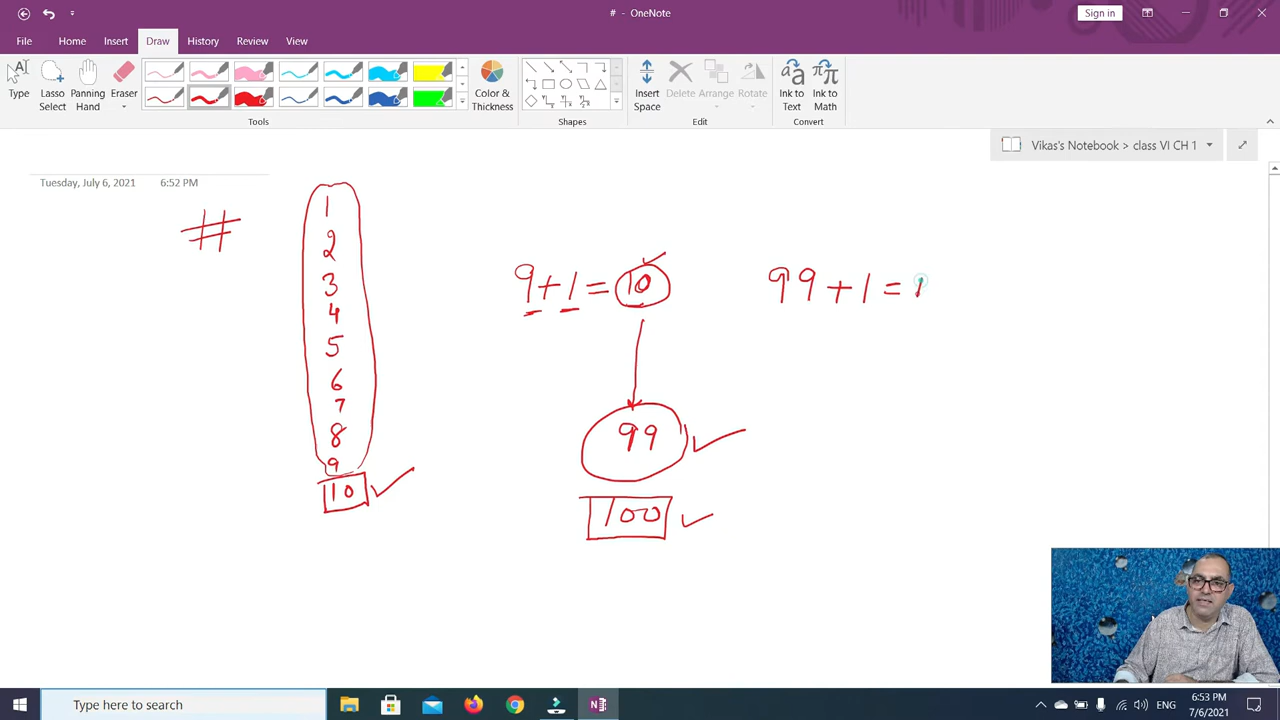 # - OneNote
Sign in
File Home Insert Draw History Review View
Type Lasso Select Panning Hand Eraser Color & Thickness Insert Space Delete Arrange Rotate Ink to Text Ink to Math
Tools Shapes Edit Convert
Vikas's Notebook > class VI CH 1
Tuesday, July 6, 2021 6:52 PM
#
1
2
3
4
5
6
7
8
9
10
9+1=10
99
100
99+1=1
Type here to search
ENG
6:53 PM
7/6/2021